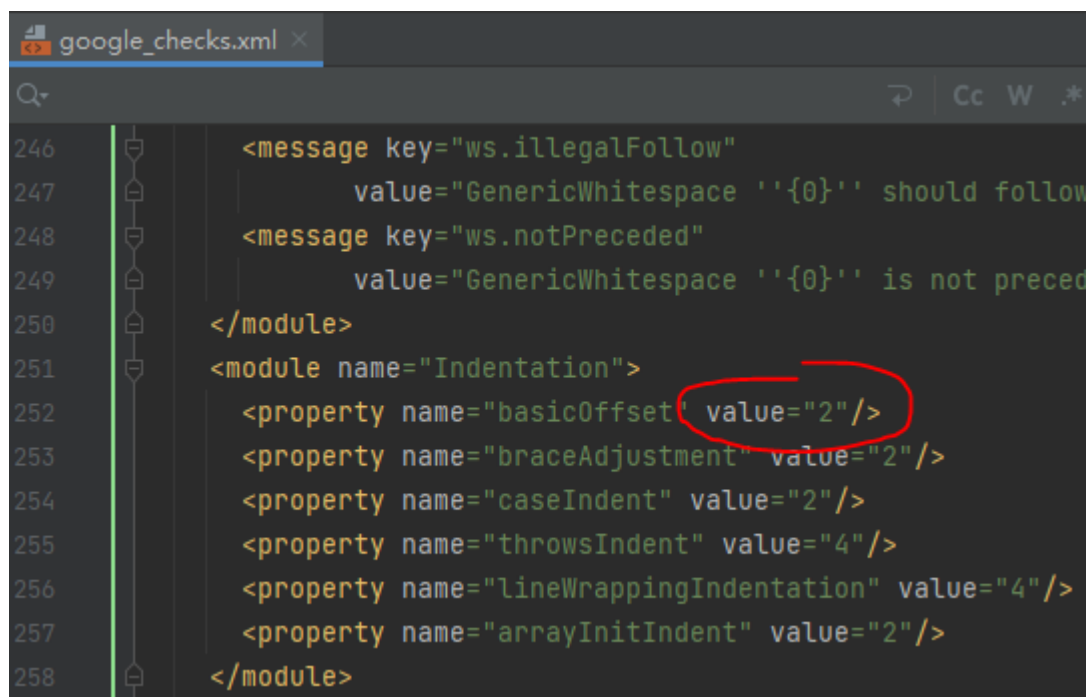 google_checks.xml
Cc W .*
246 <message key="ws.illegalFollow"
247 value="GenericWhitespace ''{0}'' should follow
248 <message key="ws.notPreceded"
249 value="GenericWhitespace ''{0}'' is not preced
250 </module>
251 <module name="Indentation">
252 <property name="basicOffset" value="2"/>
253 <property name="braceAdjustment" value="2"/>
254 <property name="caseIndent" value="2"/>
255 <property name="throwsIndent" value="4"/>
256 <property name="lineWrappingIndentation" value="4"/>
257 <property name="arrayInitIndent" value="2"/>
258 </module>